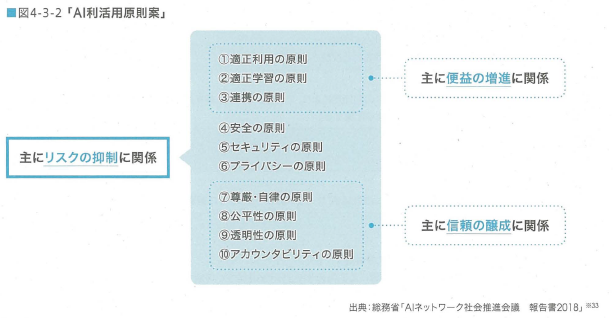 ■図4-3-2「AI利活用原則案」
①適正利用の原則
②適正学習の原則
③連携の原則
主に便益の増進に関係
④安全の原則
⑤セキュリティの原則
⑥プライバシーの原則
主にリスクの抑制に関係
⑦尊厳・自律の原則
⑧公平性の原則
⑨透明性の原則
⑩アカウンタビリティの原則
主に信頼の醸成に関係
出典：総務省「AIネットワーク社会推進会議　報告書2018」※33